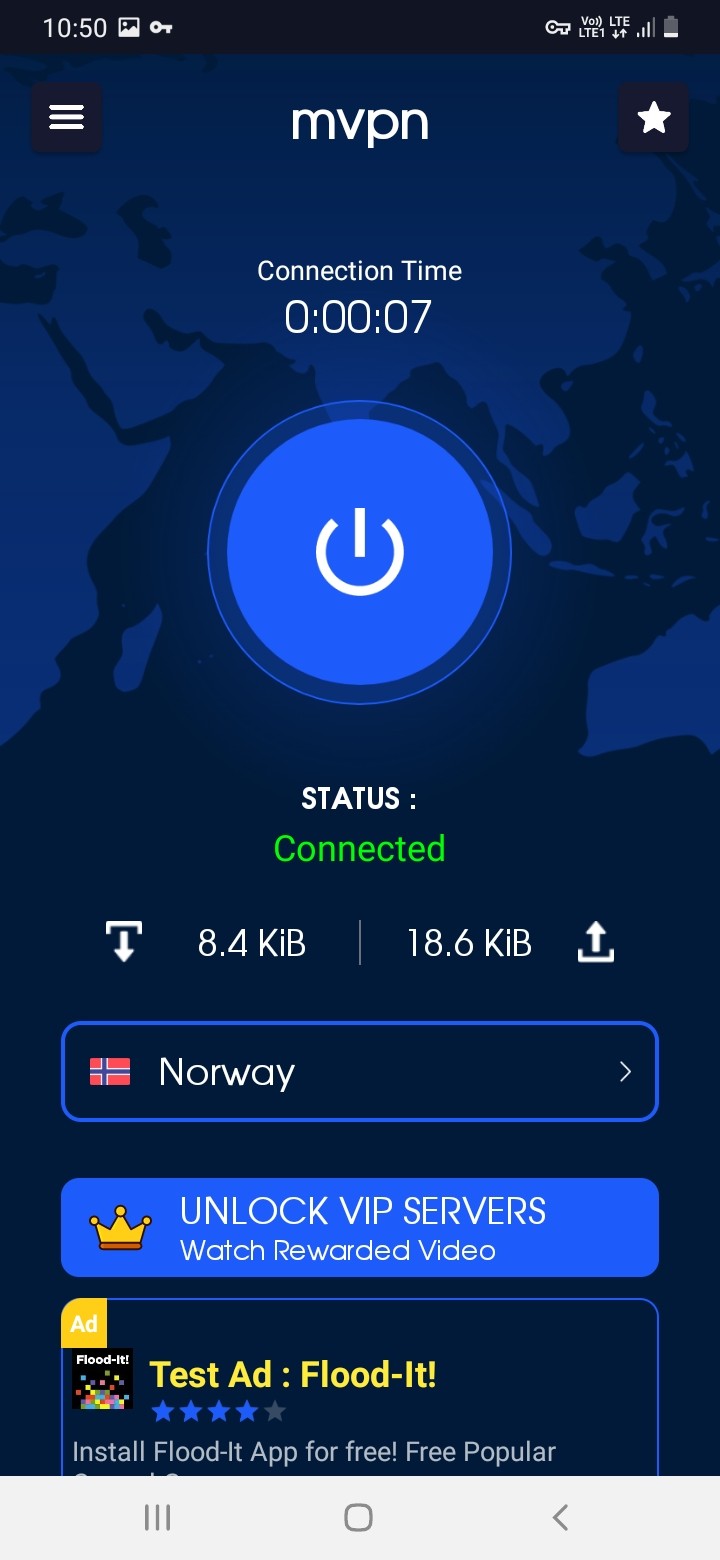 10:50 Vo)) LTE
LTE1
mvpn
Connection Time
0:00:07
STATUS :
Connected
8.4 KiB 18.6 KiB
Norway
UNLOCK VIP SERVERS
Watch Rewarded Video
Ad
Flood-It!
Test Ad : Flood-It!
Install Flood-It App for free! Free Popular